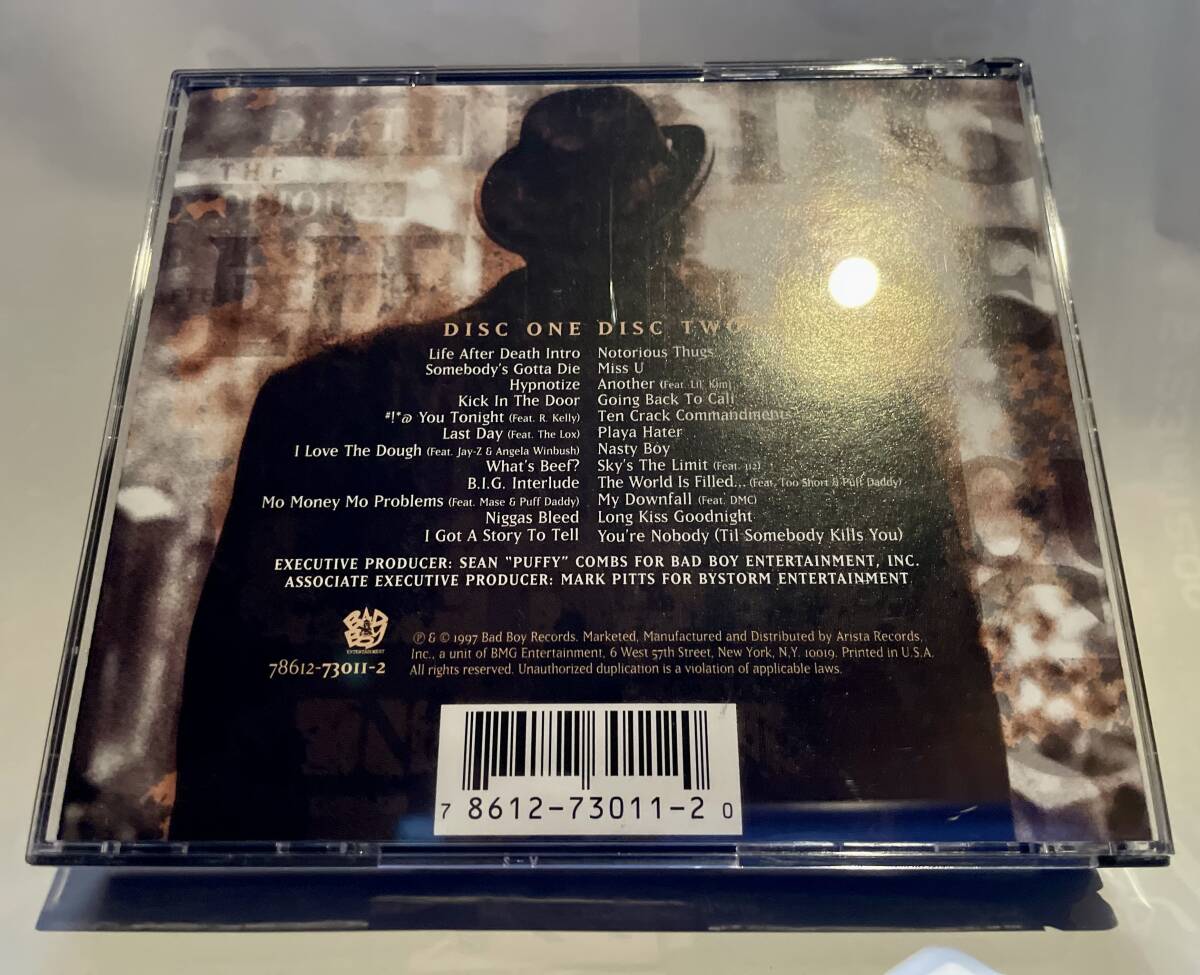 THE
DISC ONE
Life After Death Intro
Somebody's Gotta Die
Hypnotize
Kick In The Door
#!*@ You Tonight (Feat. R. Kelly)
Last Day (Feat. The Lox)
I Love The Dough (Feat. Jay-Z & Angela Winbush)
What's Beef?
B.I.G. Interlude
Mo Money Mo Problems (Feat. Mase & Puff Daddy)
Niggas Bleed
I Got A Story To Tell
DISC TWO
Notorious Thugs
Miss U
Another (Feat. Lil' Kim)
Going Back To Cali
Ten Crack Commandments
Playa Hater
Nasty Boy
Sky's The Limit (Feat. 112)
The World Is Filled... (Feat. Too Short & Puff Daddy)
My Downfall (Feat. DMC)
Long Kiss Goodnight
You're Nobody (Til Somebody Kills You)
EXECUTIVE PRODUCER: SEAN "PUFFY" COMBS FOR BAD BOY ENTERTAINMENT, INC.
ASSOCIATE EXECUTIVE PRODUCER: MARK PITTS FOR BYSTORM ENTERTAINMENT
BAD
BOY
ENTERTAINMENT
78612-73011-2
℗ & © 1997 Bad Boy Records. Marketed, Manufactured and Distributed by Arista Records,
Inc., a unit of BMG Entertainment, 6 West 57th Street, New York, N.Y. 10019. Printed in U.S.A.
All rights reserved. Unauthorized duplication is a violation of applicable laws.
7 8612-73011-2 0